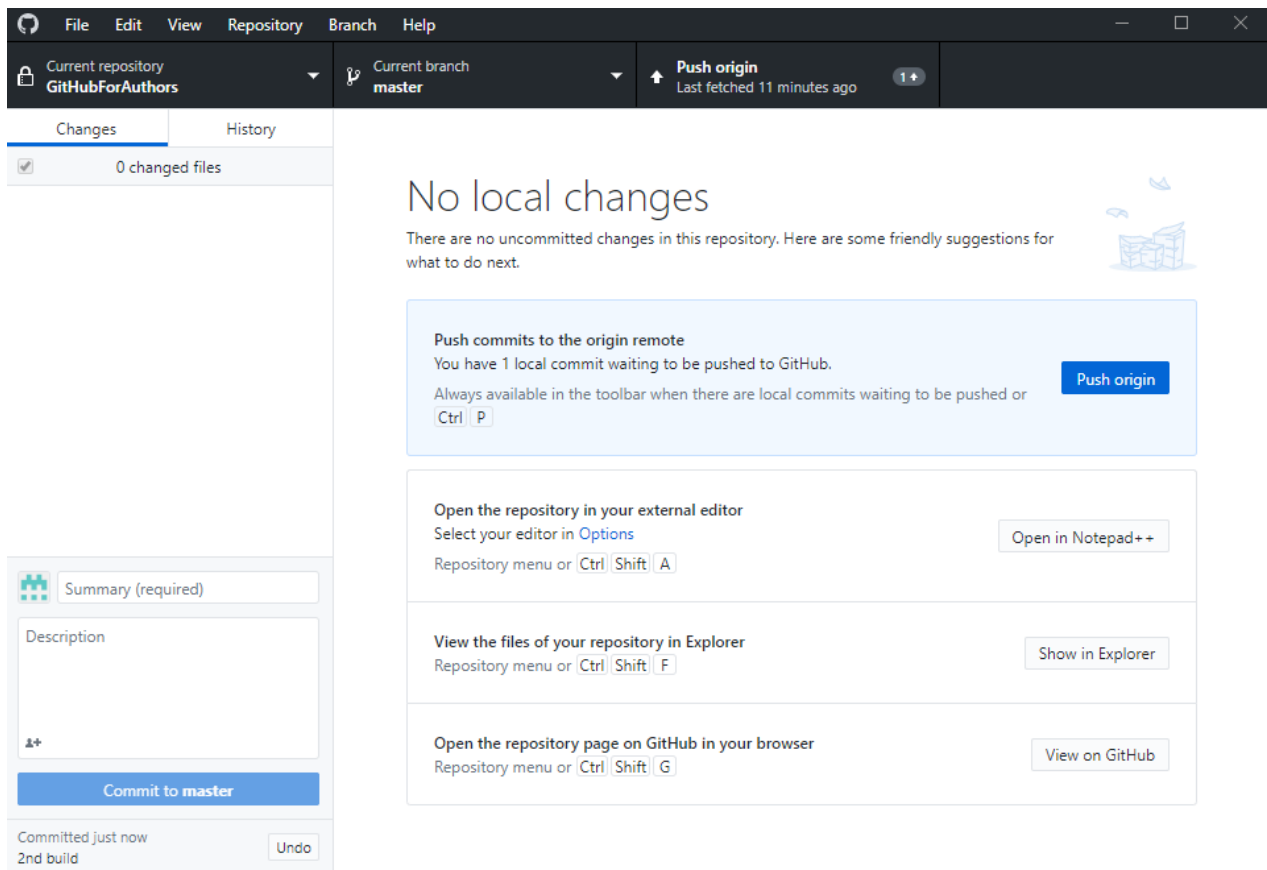 File Edit View Repository Branch Help
Current repository
GitHubForAuthors
Current branch
master
Push origin
Last fetched 11 minutes ago
1
Changes History
0 changed files
No local changes
There are no uncommitted changes in this repository. Here are some friendly suggestions for
what to do next.
Push commits to the origin remote
You have 1 local commit waiting to be pushed to GitHub.
Always available in the toolbar when there are local commits waiting to be pushed or
Ctrl P
Push origin
Open the repository in your external editor
Select your editor in Options
Repository menu or Ctrl Shift A
Open in Notepad++
View the files of your repository in Explorer
Repository menu or Ctrl Shift F
Show in Explorer
Open the repository page on GitHub in your browser
Repository menu or Ctrl Shift G
View on GitHub
Summary (required)
Description
Commit to master
Committed just now
2nd build
Undo